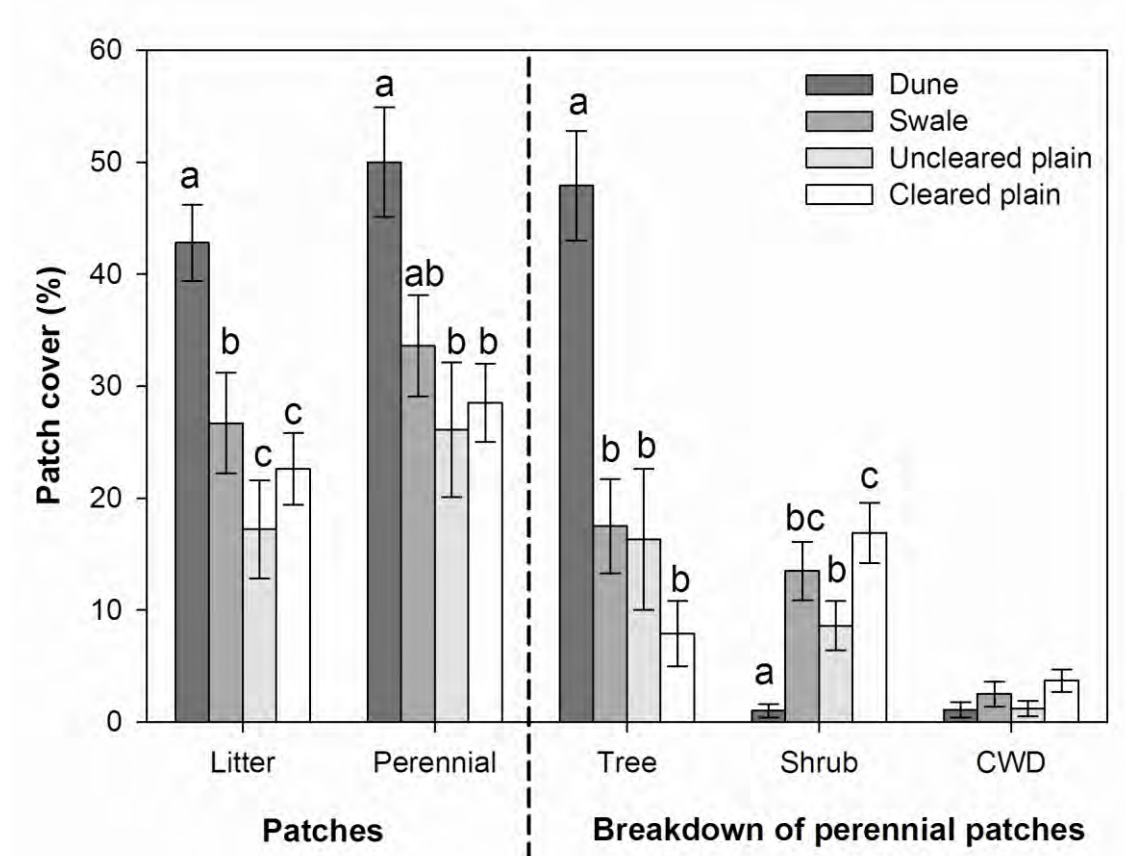 60
50
40
30
20
10
0
Patch cover (%)
a
b
c
c
a
ab
b
b
a
b
b
b
a
bc
b
c
Dune
Swale
Uncleared plain
Cleared plain
Litter
Perennial
Tree
Shrub
CWD
Patches
Breakdown of perennial patches